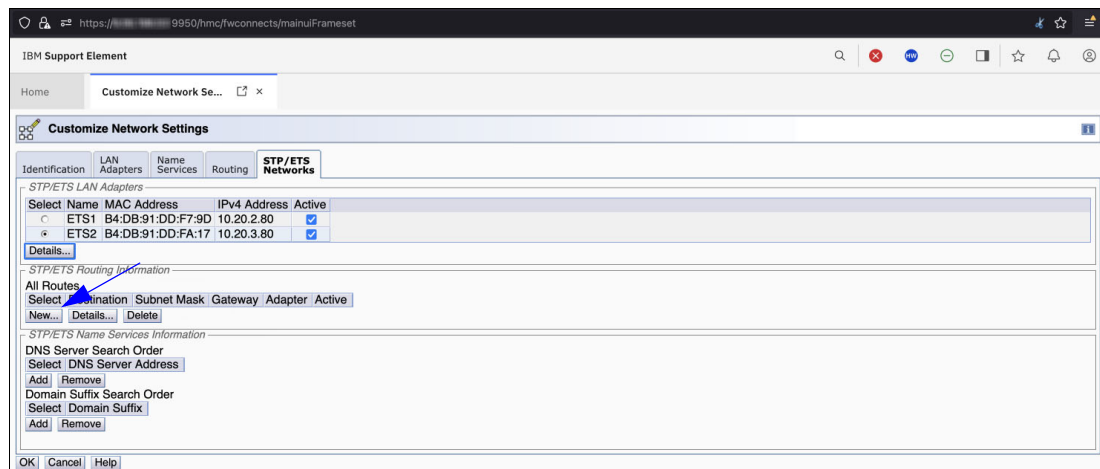 https:// 9950/hmc/fwconnects/mainuiFrameset
IBM Support Element
HW
Home Customize Network Se...
Customize Network Settings
Identification LAN Adapters Name Services Routing STP/ETS Networks
STP/ETS LAN Adapters
Select Name MAC Address IPv4 Address Active
ETS1 B4:DB:91:DD:F7:9D 10.20.2.80
ETS2 B4:DB:91:DD:FA:17 10.20.3.80
Details...
STP/ETS Routing Information
All Routes
Select Destination Subnet Mask Gateway Adapter Active
New... Details... Delete
STP/ETS Name Services Information
DNS Server Search Order
Select DNS Server Address
Add Remove
Domain Suffix Search Order
Select Domain Suffix
Add Remove
OK Cancel Help